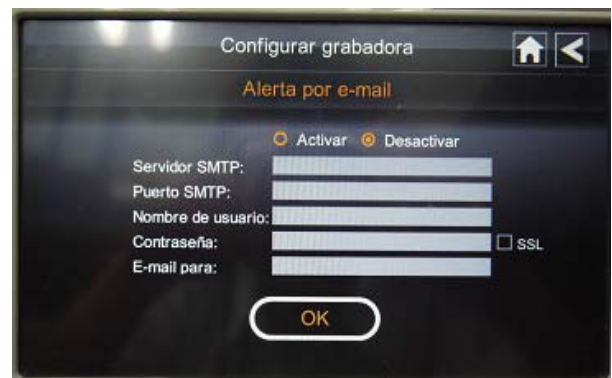 Configurar grabadora
Alerta por e-mail
Activar Desactivar
Servidor SMTP:
Puerto SMTP:
Nombre de usuario:
Contraseña: SSL
E-mail para:
OK